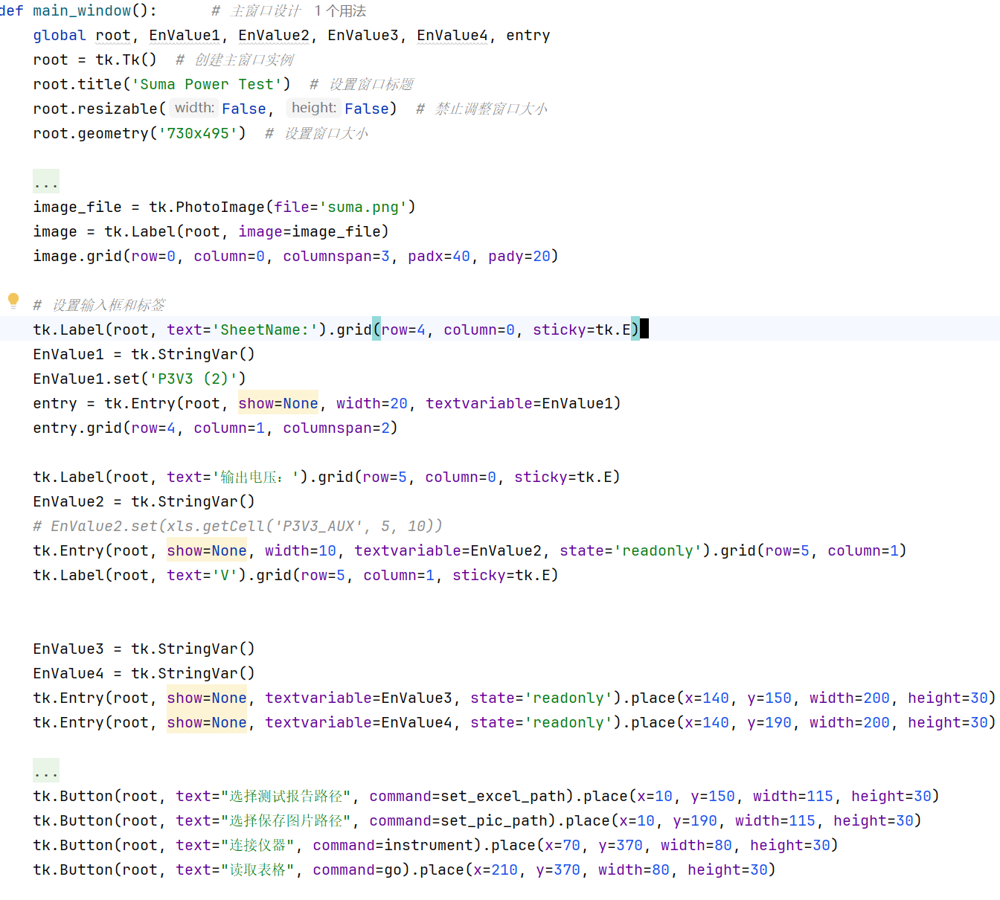 def main_window():      # 主窗口设计  1 个用法
    global root, EnValue1, EnValue2, EnValue3, EnValue4, entry
    root = tk.Tk()  # 创建主窗口实例
    root.title('Suma Power Test')  # 设置窗口标题
    root.resizable( width: False,  height: False)  # 禁止调整窗口大小
    root.geometry('730x495')  # 设置窗口大小
    ...
    image_file = tk.PhotoImage(file='suma.png')
    image = tk.Label(root, image=image_file)
    image.grid(row=0, column=0, columnspan=3, padx=40, pady=20)
    # 设置输入框和标签
    tk.Label(root, text='SheetName:').grid(row=4, column=0, sticky=tk.E)
    EnValue1 = tk.StringVar()
    EnValue1.set('P3V3 (2)')
    entry = tk.Entry(root, show=None, width=20, textvariable=EnValue1)
    entry.grid(row=4, column=1, columnspan=2)
    tk.Label(root, text='输出电压：').grid(row=5, column=0, sticky=tk.E)
    EnValue2 = tk.StringVar()
    # EnValue2.set(xls.getCell('P3V3_AUX', 5, 10))
    tk.Entry(root, show=None, width=10, textvariable=EnValue2, state='readonly').grid(row=5, column=1)
    tk.Label(root, text='V').grid(row=5, column=1, sticky=tk.E)
    EnValue3 = tk.StringVar()
    EnValue4 = tk.StringVar()
    tk.Entry(root, show=None, textvariable=EnValue3, state='readonly').place(x=140, y=150, width=200, height=30)
    tk.Entry(root, show=None, textvariable=EnValue4, state='readonly').place(x=140, y=190, width=200, height=30)
    ...
    tk.Button(root, text="选择测试报告路径", command=set_excel_path).place(x=10, y=150, width=115, height=30)
    tk.Button(root, text="选择保存图片路径", command=set_pic_path).place(x=10, y=190, width=115, height=30)
    tk.Button(root, text="连接仪器", command=instrument).place(x=70, y=370, width=80, height=30)
    tk.Button(root, text="读取表格", command=go).place(x=210, y=370, width=80, height=30)